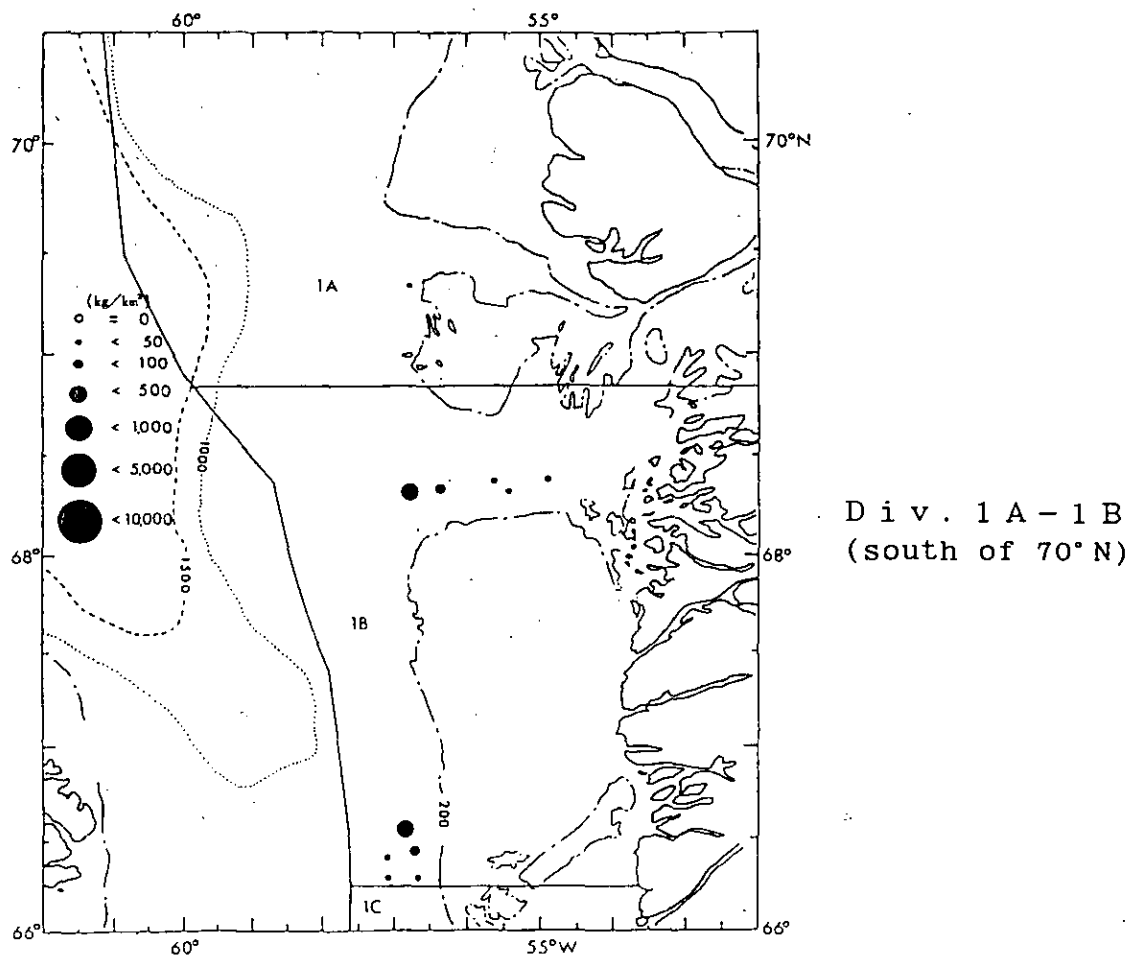 60° 55°
70° 70°N
1A
(kg/km²)
= 0
< 50
< 100
< 500
< 1,000
< 5,000
<10,000
1000
1500
Div. 1A-1B
(south of 70°N)
68° 68°
1B
200
1C
66° 66°
60° 55°W